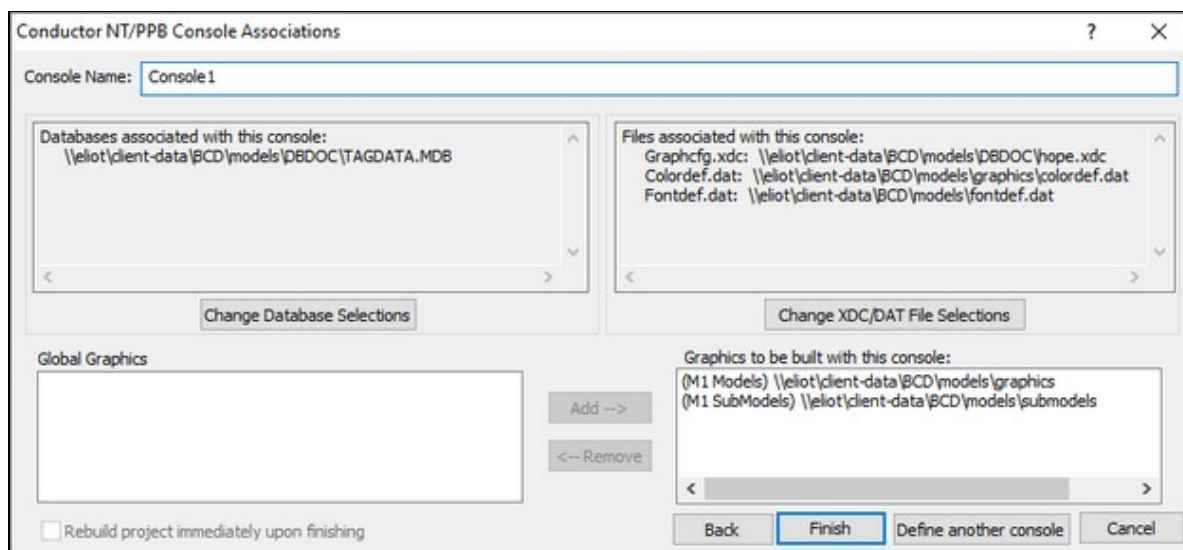 Conductor NT/PPB Console Associations
?
Console Name: Console1
Databases associated with this console:
\\eliot\client-data\BCD\models\DBDOC\TAGDATA.MDB
Change Database Selections
Files associated with this console:
Graphcfg.xdc: \\eliot\client-data\BCD\models\DBDOC\hope.xdc
Colordef.dat: \\eliot\client-data\BCD\models\graphics\colordef.dat
Fontdef.dat: \\eliot\client-data\BCD\models\fontdef.dat
Change XDC/DAT File Selections
Global Graphics
Add -->
<-- Remove
Graphics to be built with this console:
(M1 Models) \\eliot\client-data\BCD\models\graphics
(M1 SubModels) \\eliot\client-data\BCD\models\submodels
Rebuild project immediately upon finishing
Back Finish Define another console Cancel